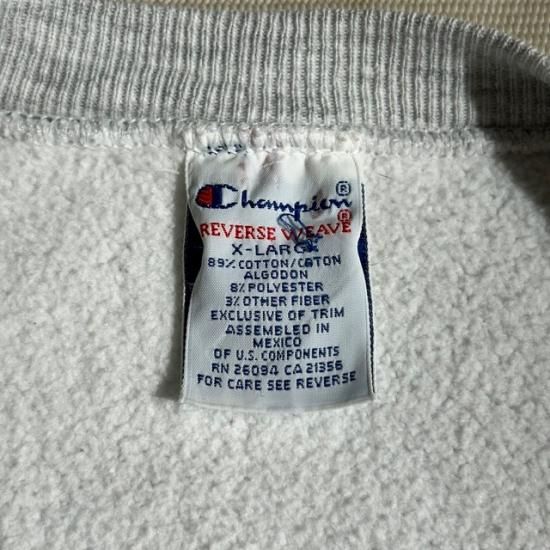 Champion®
REVERSE WEAVE®
X-LARGE
89% COTTON/COTON
ALGODON
8% POLYESTER
3% OTHER FIBER
EXCLUSIVE OF TRIM
ASSEMBLED IN
MEXICO
OF U.S. COMPONENTS
RN 26094 CA 21356
FOR CARE SEE REVERSE